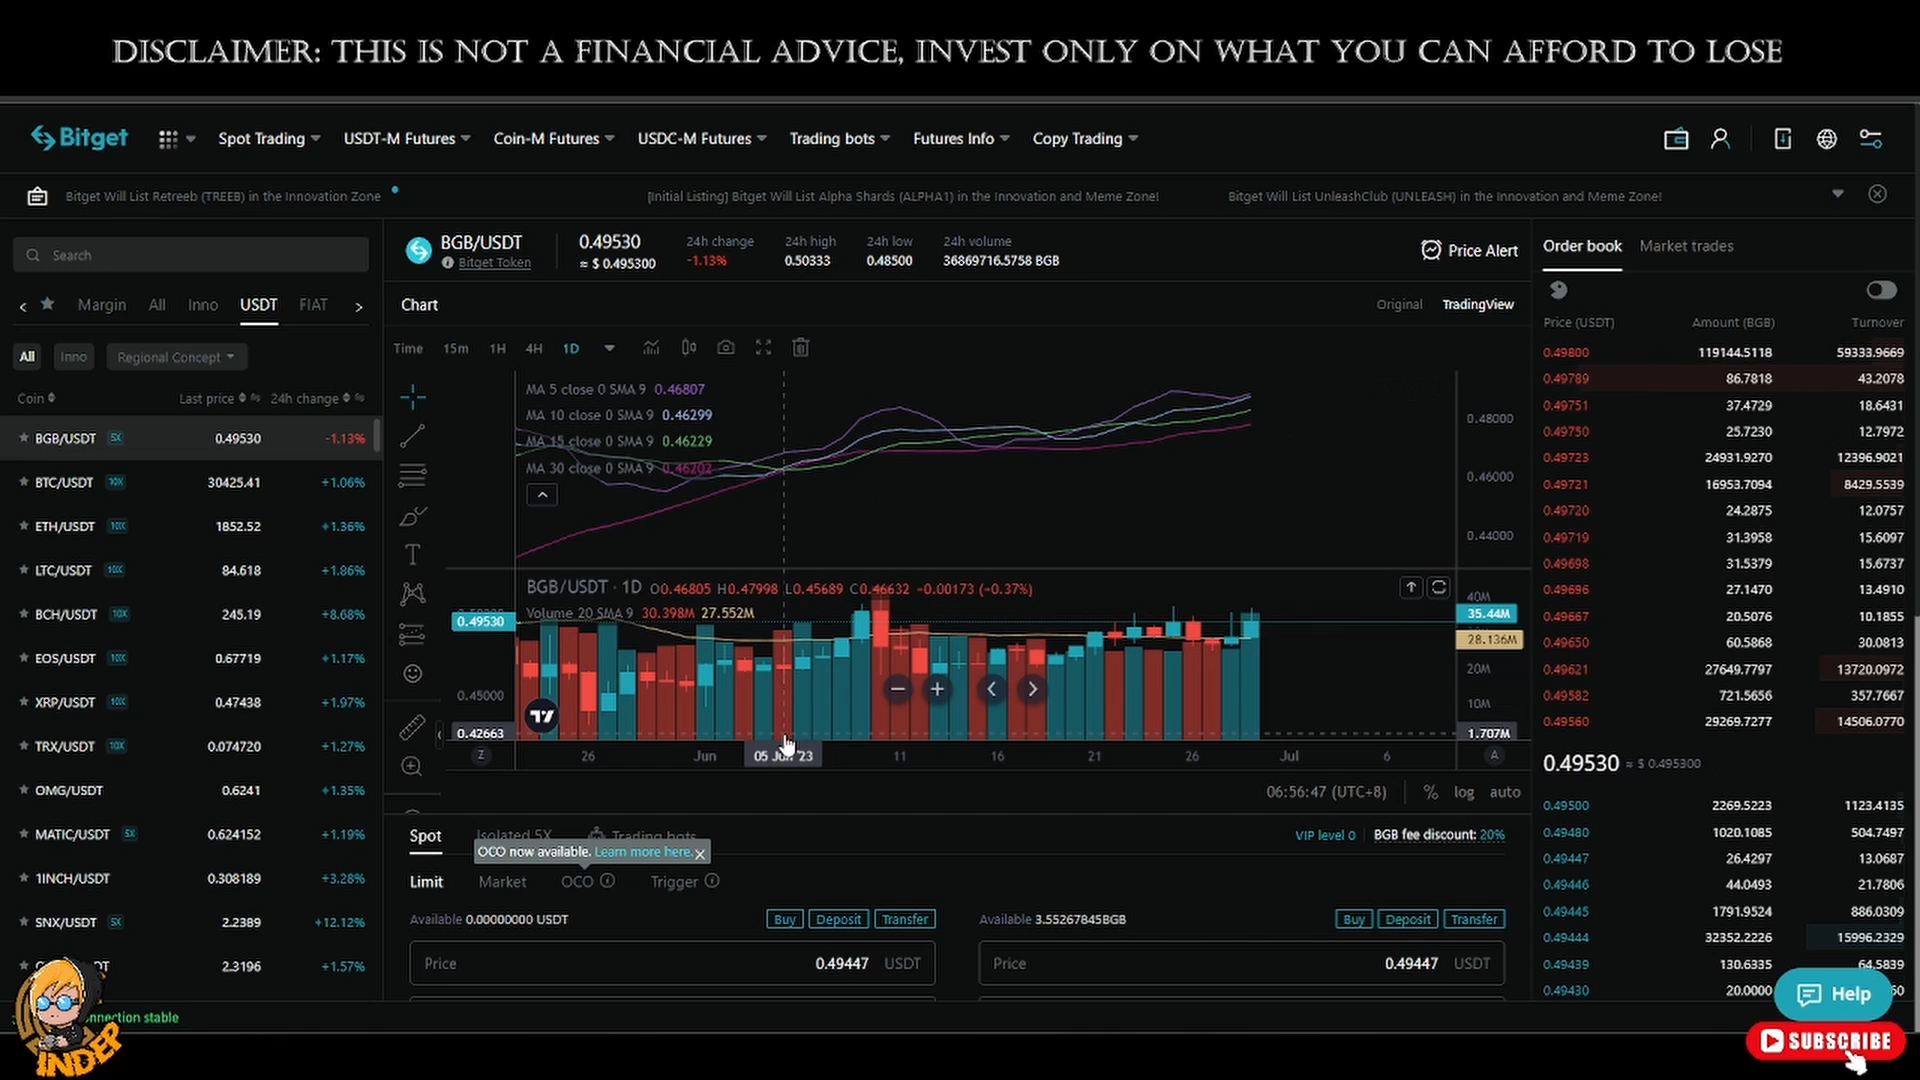 DISCLAIMER: THIS IS NOT A FINANCIAL ADVICE, INVEST ONLY ON WHAT YOU CAN AFFORD TO LOSE
Bitget Spot Trading USDT-M Futures Coin-M Futures USDC-M Futures Trading bots Futures Info Copy Trading
Bitget Will List Retreeb (TREEB) in the Innovation Zone [Initial Listing] Bitget Will List Alpha Shards (ALPHA1) in the Innovation and Meme Zone! Bitget Will List UnleashClub (UNLEASH) in the Innovation and Meme Zone!
Search
Margin All Inno USDT FIAT
All Inno Regional Concept
Coin Last price 24h change
BGB/USDT 5X 0.49530 -1.13%
BTC/USDT 10X 30425.41 +1.06%
ETH/USDT 10X 1852.52 +1.36%
LTC/USDT 10X 84.618 +1.86%
BCH/USDT 10X 245.19 +8.68%
EOS/USDT 10X 0.67719 +1.17%
XRP/USDT 10X 0.47438 +1.97%
TRX/USDT 10X 0.074720 +1.27%
OMG/USDT 0.6241 +1.35%
MATIC/USDT 5X 0.624152 +1.19%
1INCH/USDT 0.308189 +3.28%
SNX/USDT 5X 2.2389 +12.12%
2.3196 +1.57%
nnection stable
INDEP
BGB/USDT
Bitget Token
0.49530
≈ $ 0.495300
24h change
-1.13%
24h high
0.50333
24h low
0.48500
24h volume
36869716.5758 BGB
Price Alert
Chart Original TradingView
Time 15m 1H 4H 1D
MA 5 close 0 SMA 9 0.46807
MA 10 close 0 SMA 9 0.46299
MA 15 close 0 SMA 9 0.46229
MA 30 close 0 SMA 9 0.46202
0.48000
0.46000
0.44000
BGB/USDT · 1D O0.46805 H0.47998 L0.45689 C0.46632 −0.00173 (−0.37%)
Volume 20 SMA 9 30.398M 27.552M
0.49530
0.45000
0.42663
40M
35.44M
28.136M
20M
10M
1.707M
Z 26 Jun 05 Jun '23 11 16 21 26 Jul 6 A
06:56:47 (UTC+8) % log auto
Spot Isolated 5X Trading bots VIP level 0 BGB fee discount: 20%
OCO now available. Learn more here.
Limit Market OCO Trigger
Available 0.00000000 USDT Buy Deposit Transfer
Available 3.55267845BGB Buy Deposit Transfer
Price 0.49447 USDT
Price 0.49447 USDT
Order book Market trades
Price (USDT) Amount (BGB) Turnover
0.49800 119144.5118 59333.9669
0.49789 86.7818 43.2078
0.49751 37.4729 18.6431
0.49750 25.7230 12.7972
0.49723 24931.9270 12396.9021
0.49721 16953.7094 8429.5539
0.49720 24.2875 12.0757
0.49719 31.3958 15.6097
0.49698 31.5379 15.6737
0.49696 27.1470 13.4910
0.49667 20.5076 10.1855
0.49650 60.5868 30.0813
0.49621 27649.7797 13720.0972
0.49582 721.5656 357.7667
0.49560 29269.7277 14506.0770
0.49530 ≈ $ 0.495300
0.49500 2269.5223 1123.4135
0.49480 1020.1085 504.7497
0.49447 26.4297 13.0687
0.49446 44.0493 21.7806
0.49445 1791.9524 886.0309
0.49444 32352.2226 15996.2329
0.49439 130.6335 64.5839
0.49430 20.0000
Help
SUBSCRIBE